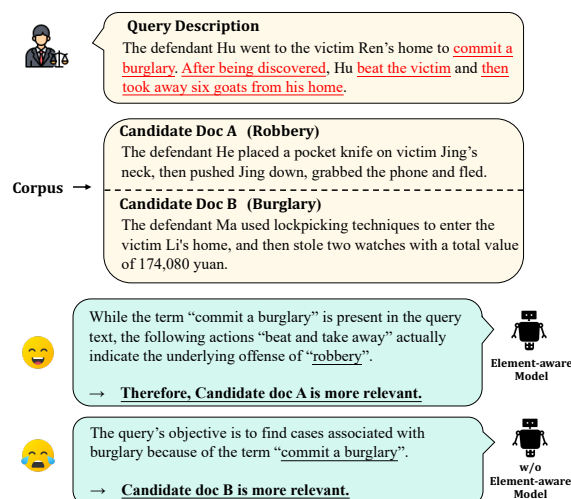 Query Description
The defendant Hu went to the victim Ren's home to commit a
burglary. After being discovered, Hu beat the victim and then
took away six goats from his home.
Corpus →
Candidate Doc A (Robbery)
The defendant He placed a pocket knife on victim Jing's
neck, then pushed Jing down, grabbed the phone and fled.
Candidate Doc B (Burglary)
The defendant Ma used lockpicking techniques to enter the
victim Li's home, and then stole two watches with a total value
of 174,080 yuan.
While the term “commit a burglary” is present in the query
text, the following actions “beat and take away” actually
indicate the underlying offense of “robbery”.
→ Therefore, Candidate doc A is more relevant.
Element-aware
Model
The query's objective is to find cases associated with
burglary because of the term “commit a burglary”.
→ Candidate doc B is more relevant.
w/o
Element-aware
Model